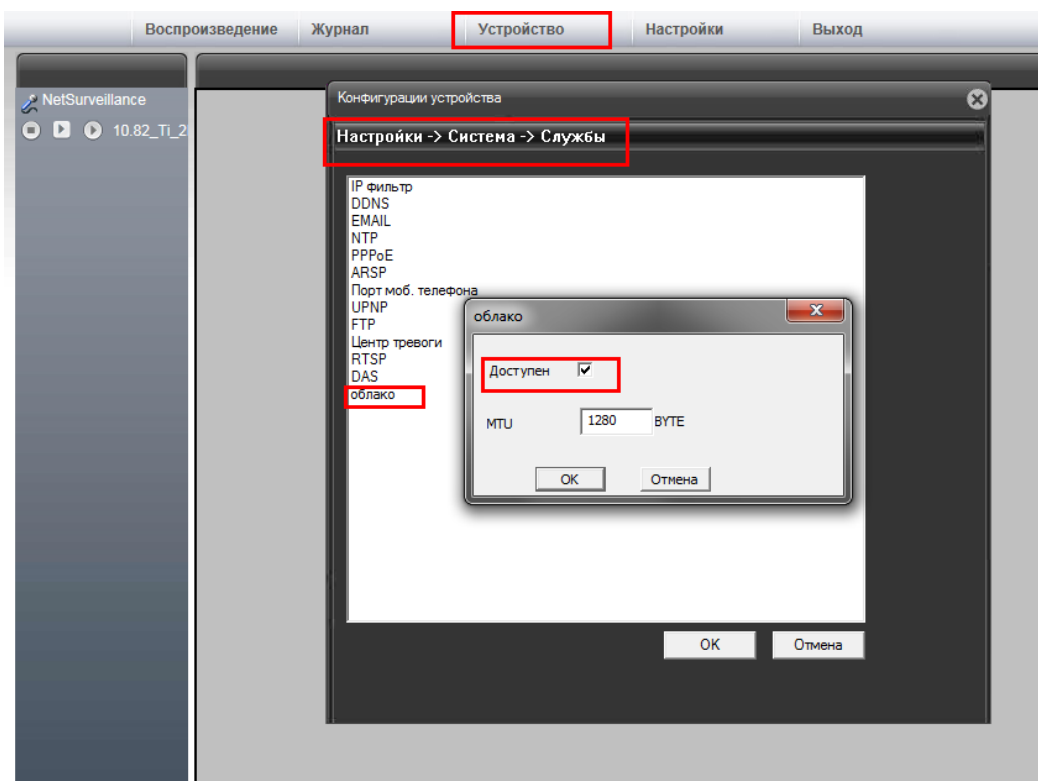 Воспроизведение Журнал Устройство Настройки Выход
NetSurveillance
10.82_Ti_2
Конфигурации устройства
Настройки -> Система -> Службы
IP фильтр
DDNS
EMAIL
NTP
PPPoE
ARSP
Порт моб. телефона
UPNP
FTP
Центр тревоги
RTSP
DAS
облако
облако
Доступен
MTU 1280 BYTE
OK Отмена
OK Отмена